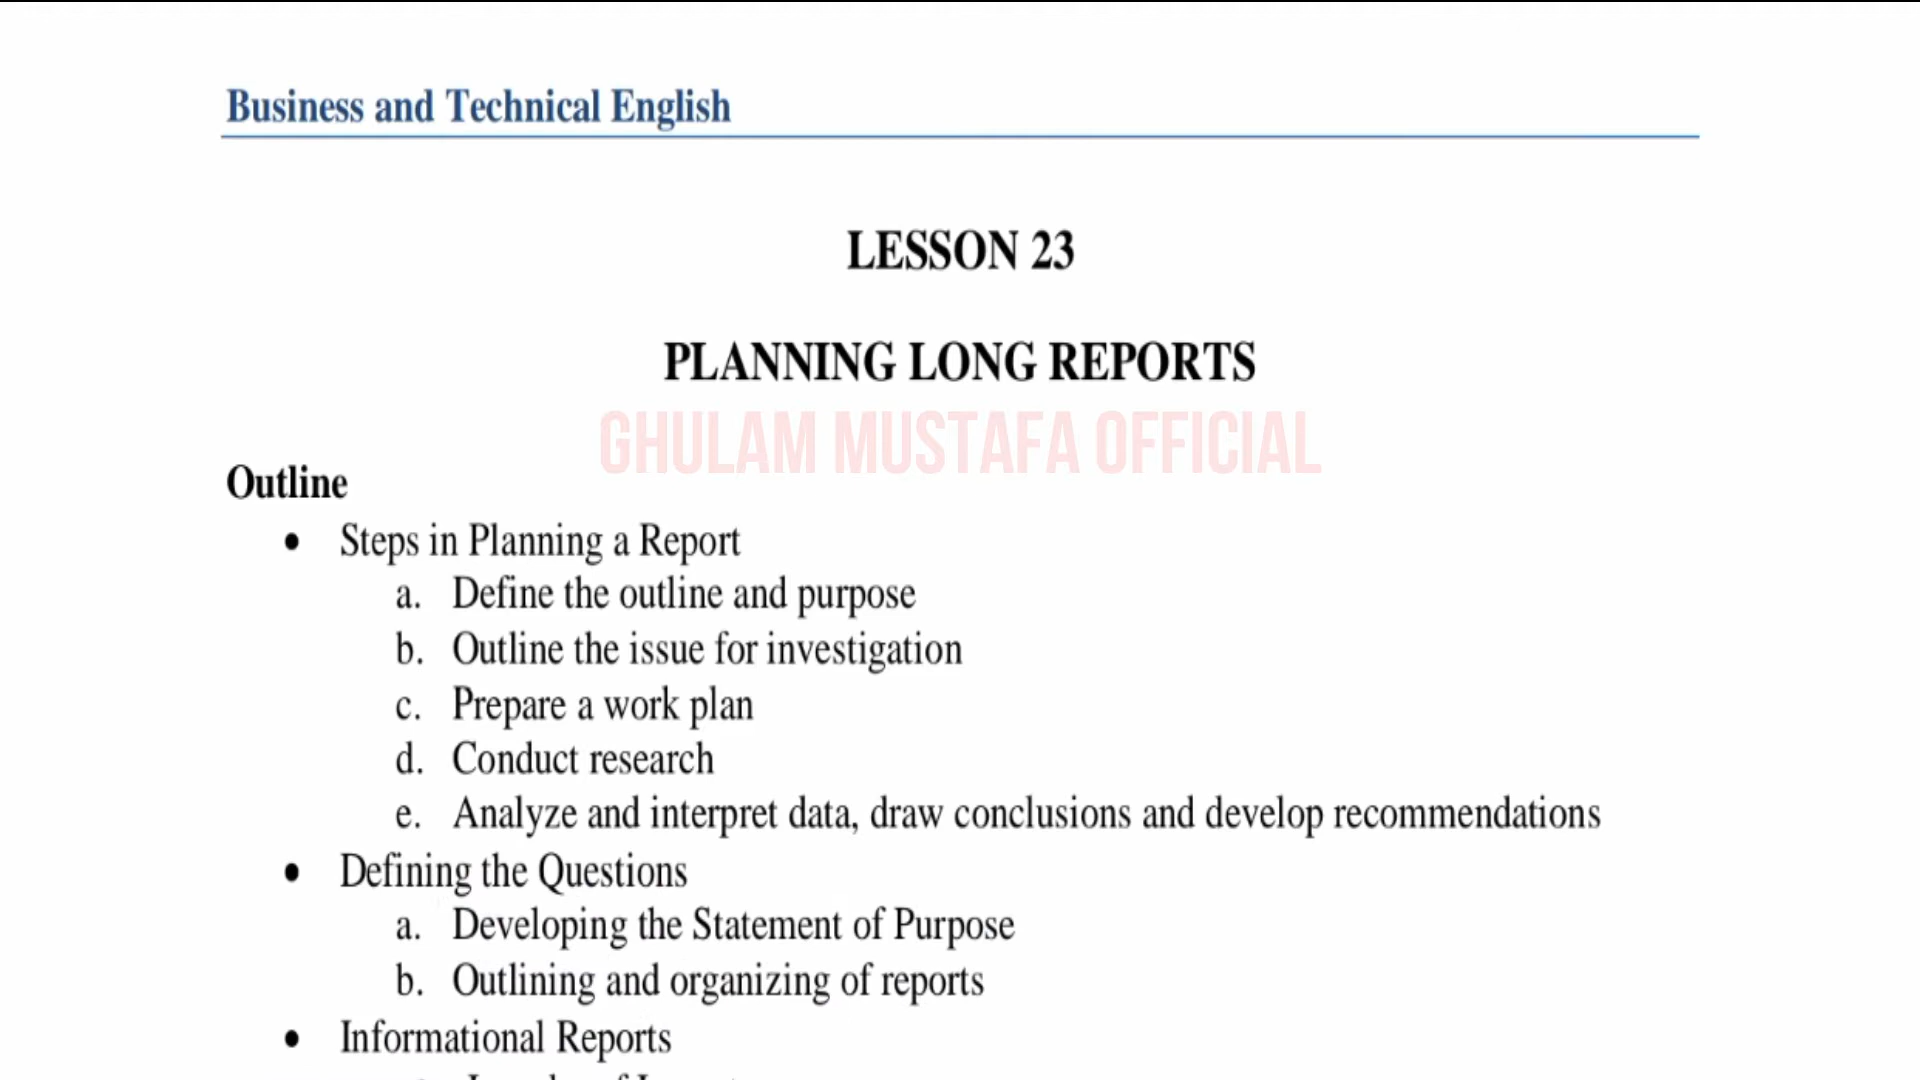 Business and Technical English
LESSON 23
PLANNING LONG REPORTS
GHULAM MUSTAFA OFFICIAL
Outline
• Steps in Planning a Report
a. Define the outline and purpose
b. Outline the issue for investigation
c. Prepare a work plan
d. Conduct research
e. Analyze and interpret data, draw conclusions and develop recommendations
• Defining the Questions
a. Developing the Statement of Purpose
b. Outlining and organizing of reports
• Informational Reports